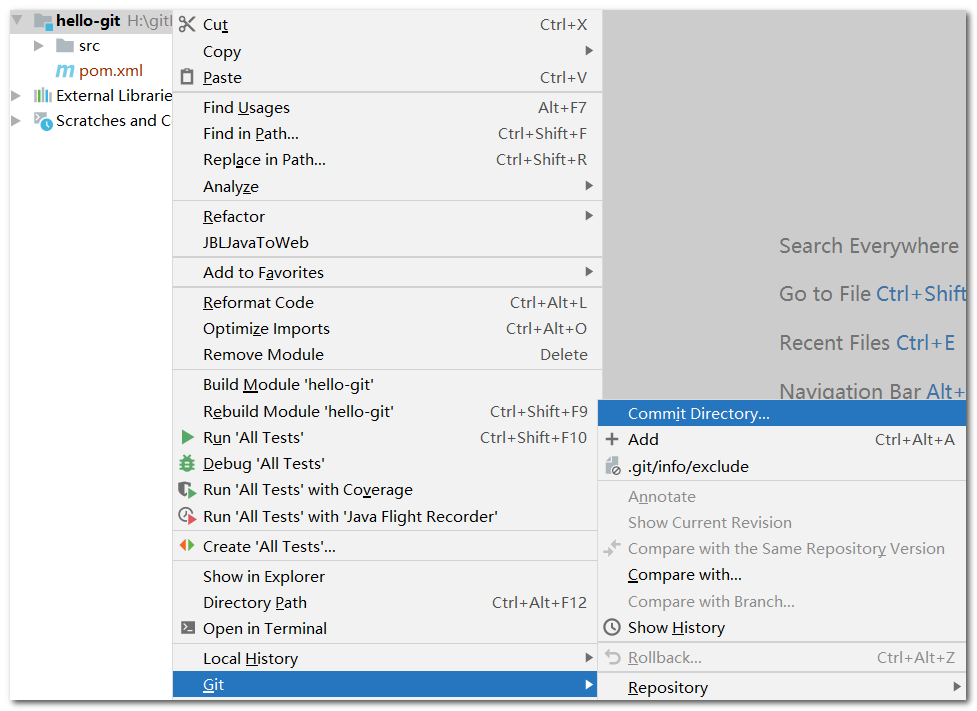 hello-git H:\git
src
pom.xml
External Librarie
Scratches and C
Cut Ctrl+X
Copy
Paste Ctrl+V
Find Usages Alt+F7
Find in Path... Ctrl+Shift+F
Replace in Path... Ctrl+Shift+R
Analyze
Refactor
JBLJavaToWeb
Add to Favorites
Reformat Code Ctrl+Alt+L
Optimize Imports Ctrl+Alt+O
Remove Module Delete
Build Module 'hello-git'
Rebuild Module 'hello-git' Ctrl+Shift+F9
Run 'All Tests' Ctrl+Shift+F10
Debug 'All Tests'
Run 'All Tests' with Coverage
Run 'All Tests' with 'Java Flight Recorder'
Create 'All Tests'...
Show in Explorer
Directory Path Ctrl+Alt+F12
Open in Terminal
Local History
Git
Search Everywhere
Go to File Ctrl+Shift
Recent Files Ctrl+E
Navigation Bar Alt+
Commit Directory...
Add Ctrl+Alt+A
.git/info/exclude
Annotate
Show Current Revision
Compare with the Same Repository Version
Compare with...
Compare with Branch...
Show History
Rollback... Ctrl+Alt+Z
Repository